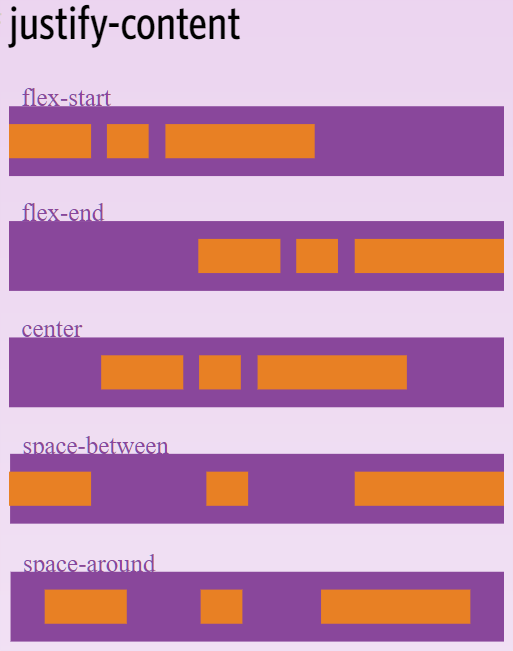 justify-content
flex-start
flex-end
center
space-between
space-around